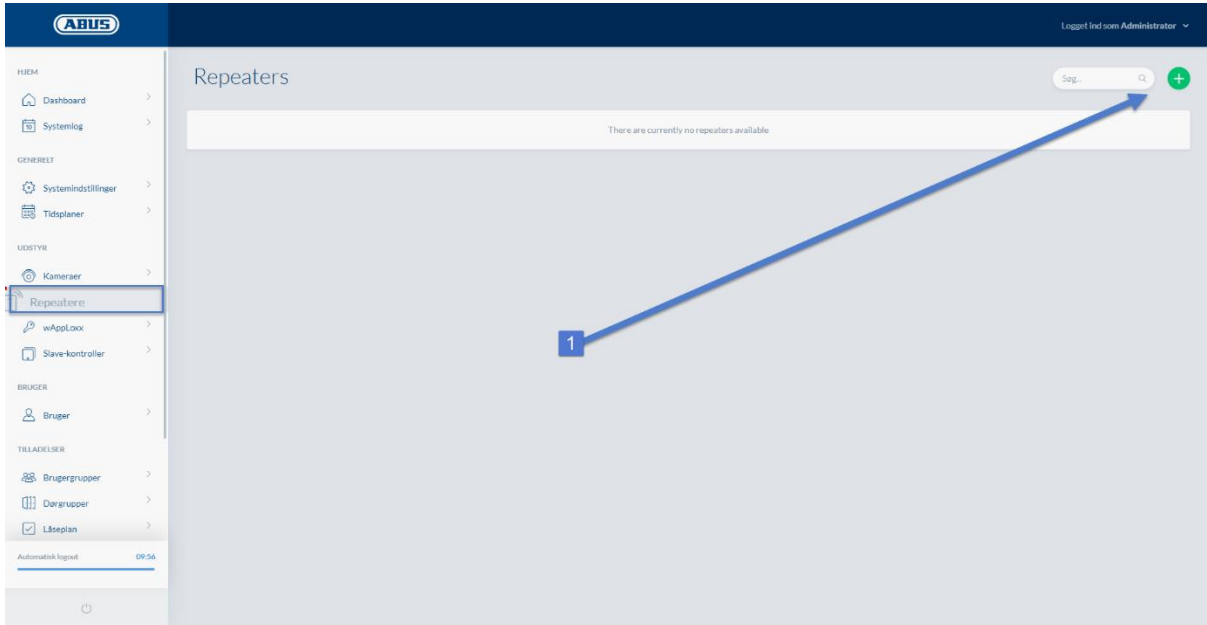 ABUS
Logget ind som Administrator
HJEM
Dashboard
Systemlog
GENERELT
Systemindstillinger
Tidsplaner
UDSTYR
Kameraer
Repeatere
wAppLoxx
Slave-kontroller
BRUGER
Bruger
TILLADELSER
Brugergrupper
Dørgrupper
Låseplan
Automatisk logout 09:56
Repeaters
Søg...
There are currently no repeaters available
1